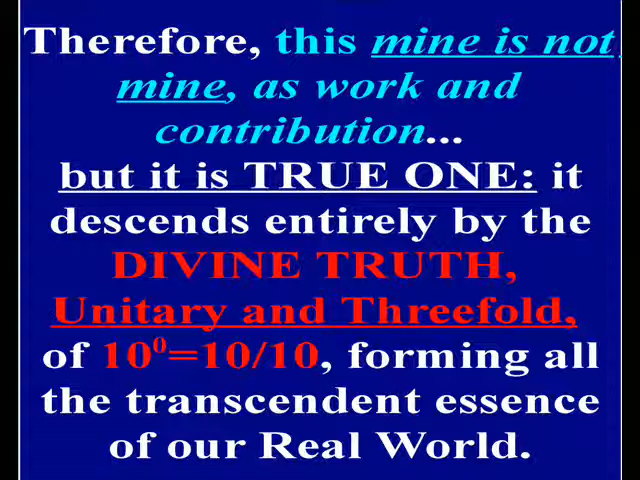 Therefore, this mine is not
mine, as work and
contribution...
but it is TRUE ONE: it
descends entirely by the
DIVINE TRUTH,
Unitary and Threefold,
of 10⁰=10/10, forming all
the transcendent essence
of our Real World.